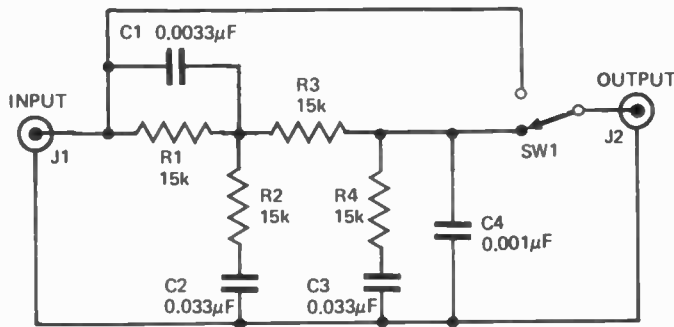 C1 0.0033µF
INPUT
J1
R1
15k
R3
15k
OUTPUT
J2
SW1
R2
15k
R4
15k
C4
0.001µF
C2
0.033µF
C3
0.033µF